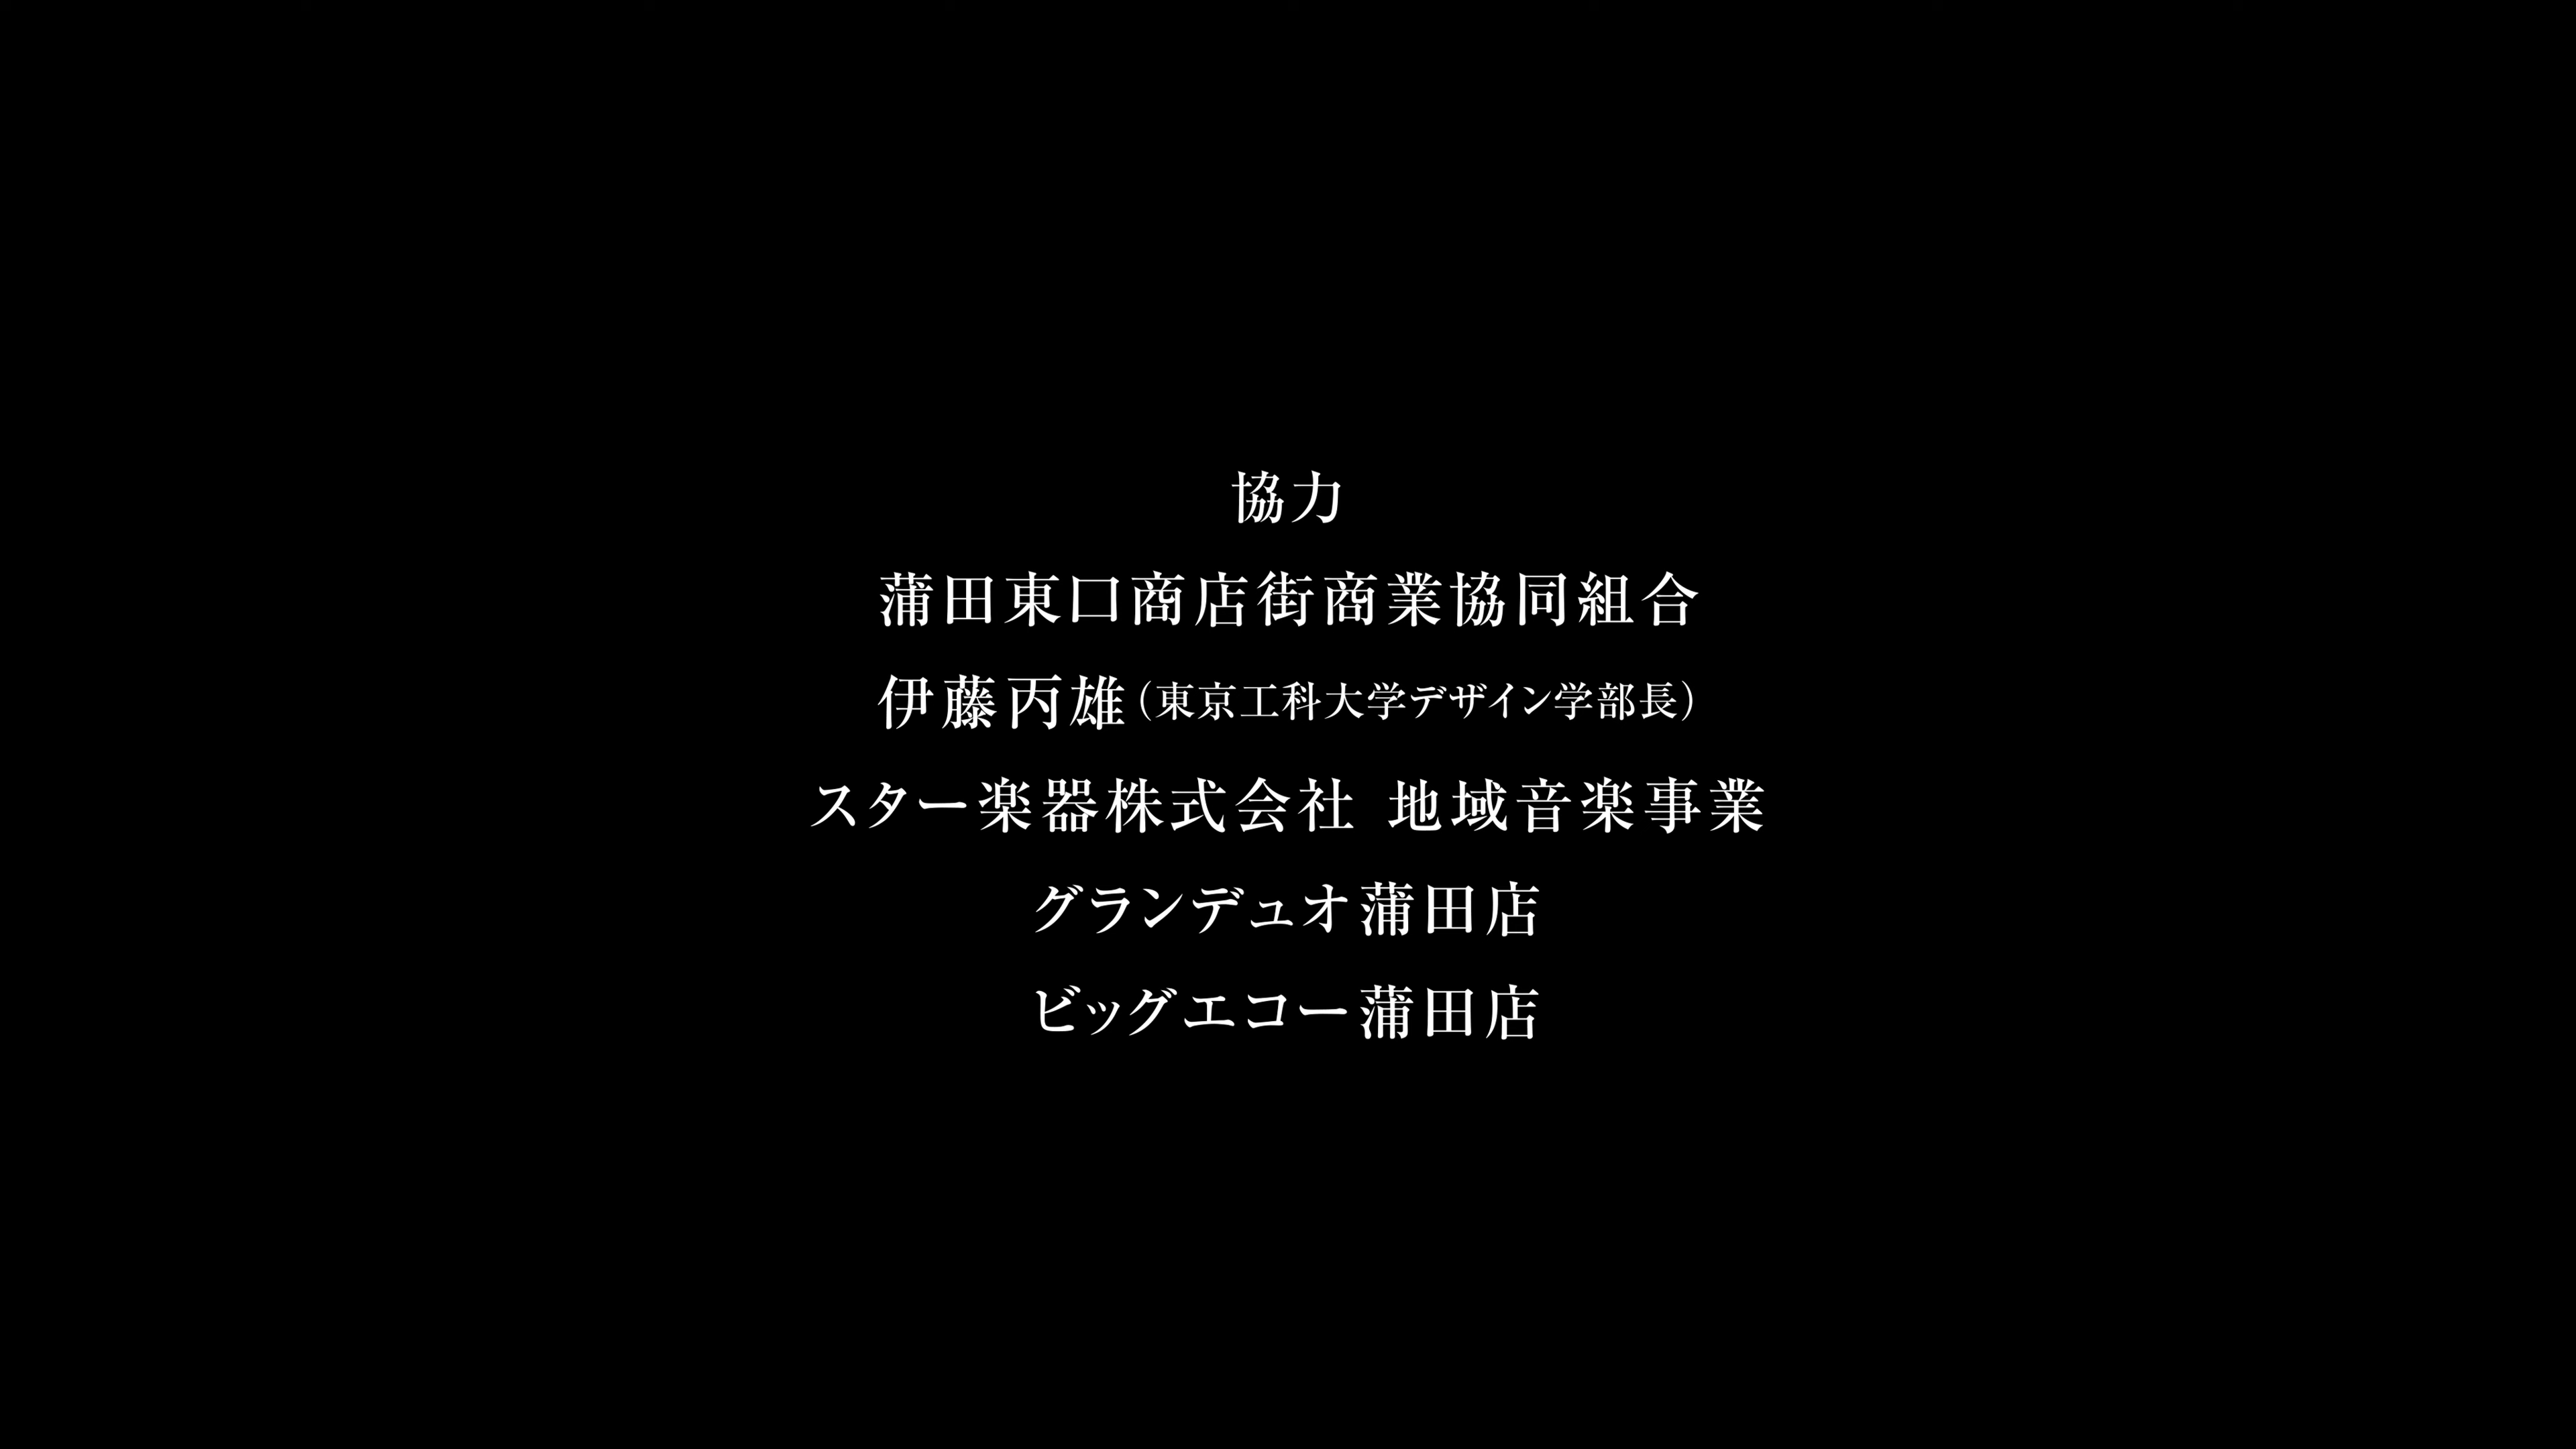 協力
蒲田東口商店街商業協同組合
伊藤丙雄（東京工科大学デザイン学部長）
スター楽器株式会社 地域音楽事業
グランデュオ蒲田店
ビッグエコー蒲田店